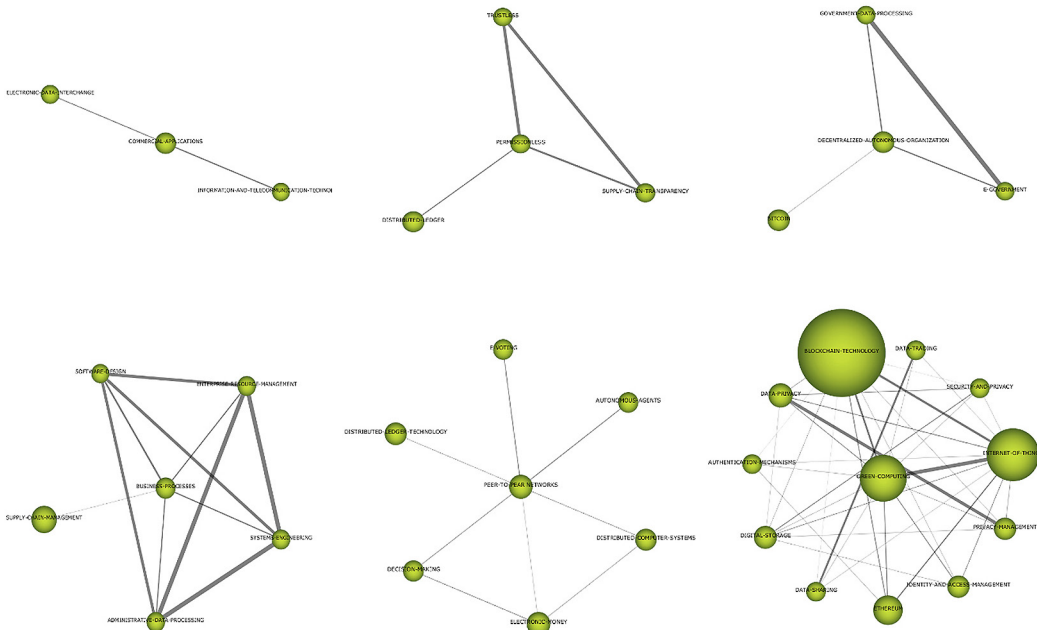 TRUSTLESS
GOVERNMENT-DATA-PROCESSING
ELECTRONIC-DATA-INTERCHANGE
COMMERCIAL-APPLICATIONS
PERMISSIONLESS
DECENTRALIZED-AUTONOMOUS-ORGANIZATION
INFORMATION-AND-TELECOMMUNICATION-TECHNOL
SUPPLY-CHAIN-TRANSPARENCY
E-GOVERNMENT
DISTRIBUTED-LEDGER
BITCOIN
E-VOTING
DATA-TRADING
BLOCKCHAIN-TECHNOLOGY
SOFTWARE-DESIGN
ENTERPRISE-RESOURCE-MANAGEMENT
SECURITY-AND-PRIVACY
DATA-PRIVACY
AUTONOMOUS-AGENTS
DISTRIBUTED-LEDGER-TECHNOLOGY
INTERNET-OF-THING
AUTHENTICATION-MECHANISMS
GREEN-COMPUTING
BUSINESS-PROCESSES
PEER-TO-PEAR NETWORKS
SUPPLY-CHAIN-MANAGEMENT
PRIVACY-MANAGEMENT
DIGITAL-STORAGE
SYSTEMS-ENGINEERING
DISTRIBUTED-COMPUTER-SYSTEMS
DECISION-MAKING
IDENTITY-AND-ACCESS-MANAGEMENT
DATA-SHARING
ETHEREUM
ADMINISTRATIVE-DATA-PROCESSING
ELECTRONIC-MONEY